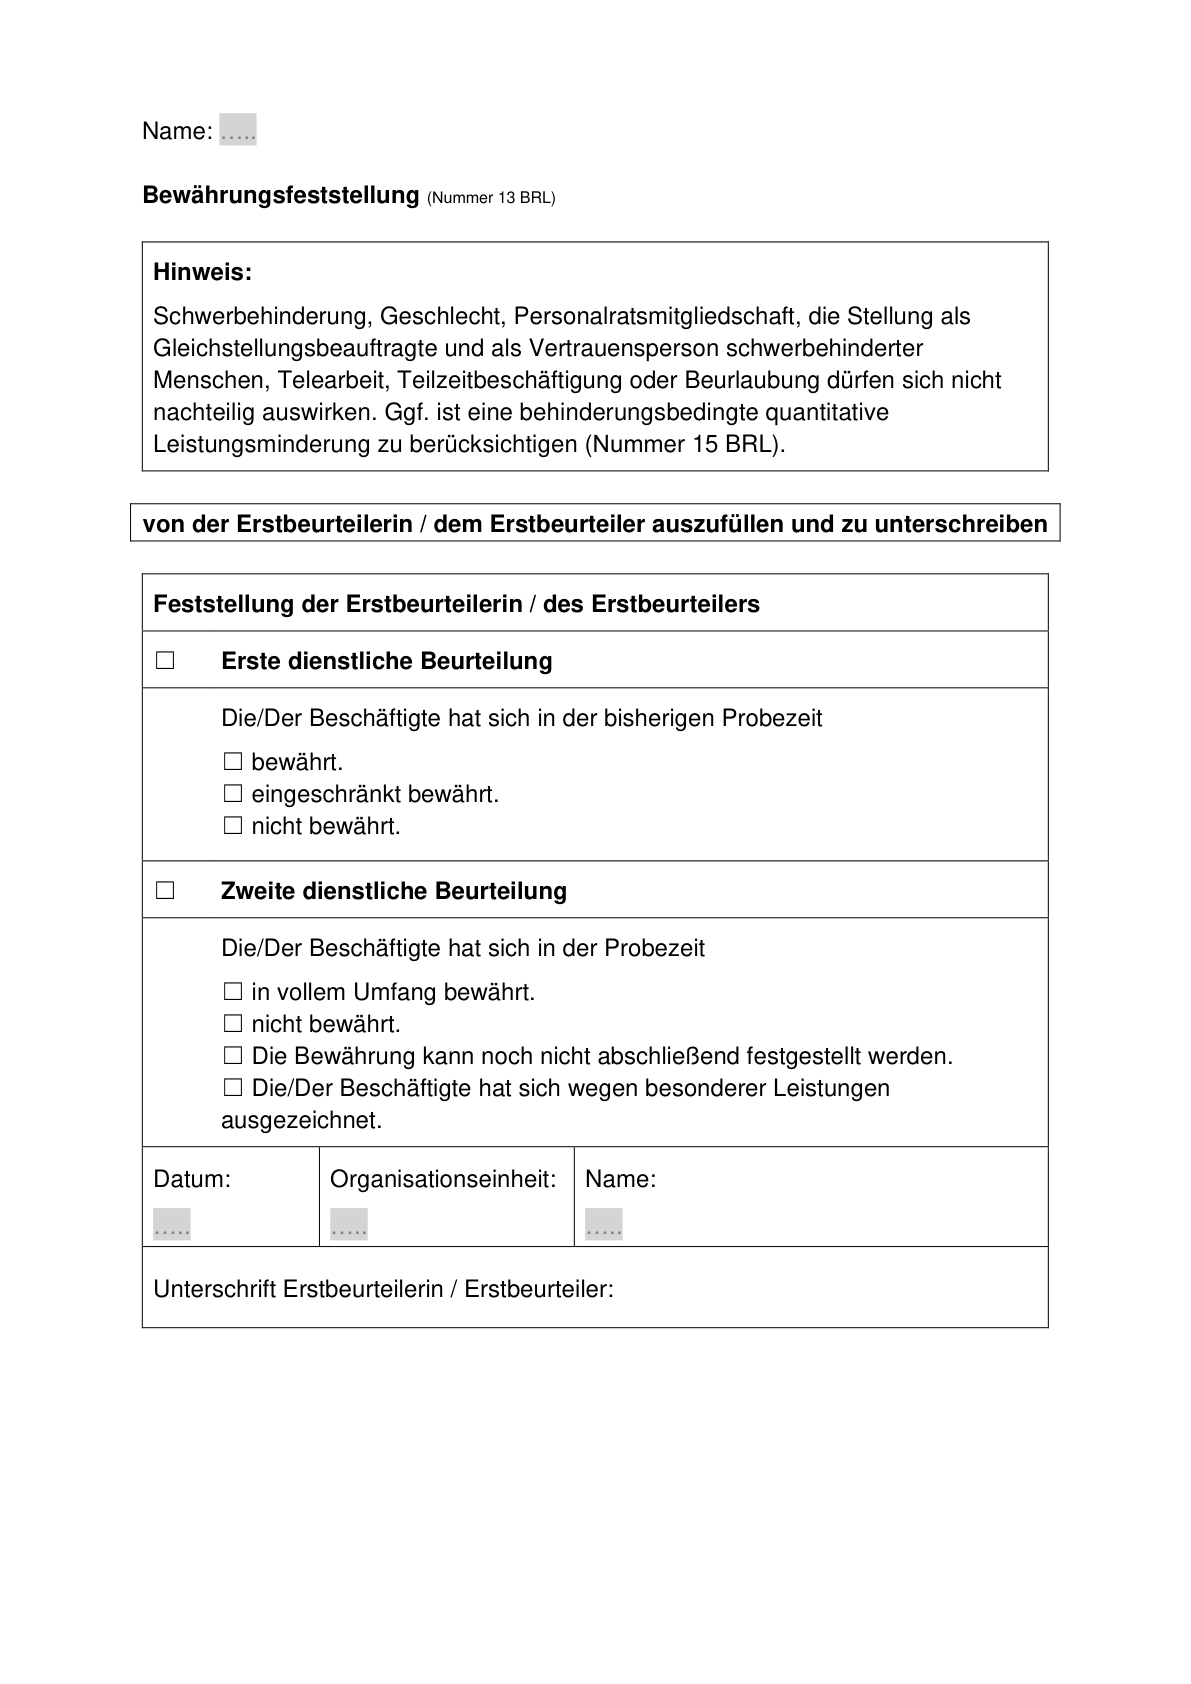 Name: .....
Bewährungsfeststellung (Nummer 13 BRL)
Hinweis:
Schwerbehinderung, Geschlecht, Personalratsmitgliedschaft, die Stellung als
Gleichstellungsbeauftragte und als Vertrauensperson schwerbehinderter
Menschen, Telearbeit, Teilzeitbeschäftigung oder Beurlaubung dürfen sich nicht
nachteilig auswirken. Ggf. ist eine behinderungsbedingte quantitative
Leistungsminderung zu berücksichtigen (Nummer 15 BRL).
von der Erstbeurteilerin / dem Erstbeurteiler auszufüllen und zu unterschreiben
Feststellung der Erstbeurteilerin / des Erstbeurteilers
☐ Erste dienstliche Beurteilung
Die/Der Beschäftigte hat sich in der bisherigen Probezeit
☐ bewährt.
☐ eingeschränkt bewährt.
☐ nicht bewährt.
☐ Zweite dienstliche Beurteilung
Die/Der Beschäftigte hat sich in der Probezeit
☐ in vollem Umfang bewährt.
☐ nicht bewährt.
☐ Die Bewährung kann noch nicht abschließend festgestellt werden.
☐ Die/Der Beschäftigte hat sich wegen besonderer Leistungen
ausgezeichnet.
Datum: Organisationseinheit: Name:
..... ..... .....
Unterschrift Erstbeurteilerin / Erstbeurteiler: